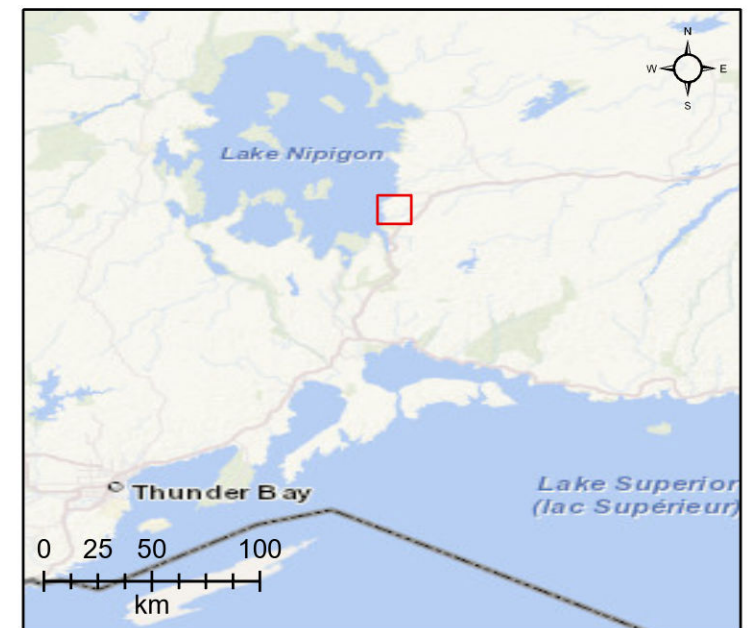 N
W E
S
Lake Nipigon
Thunder Bay
Lake Superior
(lac Supérieur)
0 25 50 100
km